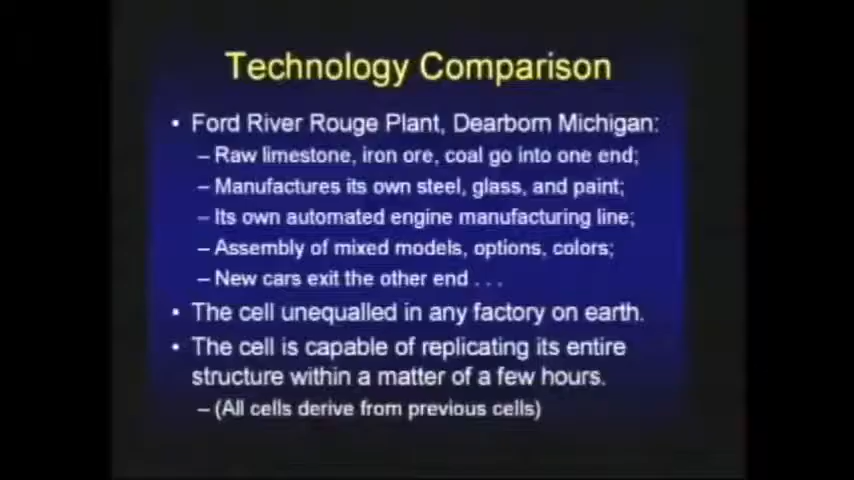 Technology Comparison
• Ford River Rouge Plant, Dearborn Michigan:
– Raw limestone, iron ore, coal go into one end;
– Manufactures its own steel, glass, and paint;
– Its own automated engine manufacturing line;
– Assembly of mixed models, options, colors;
– New cars exit the other end . . .
• The cell unequalled in any factory on earth.
• The cell is capable of replicating its entire
structure within a matter of a few hours.
– (All cells derive from previous cells)